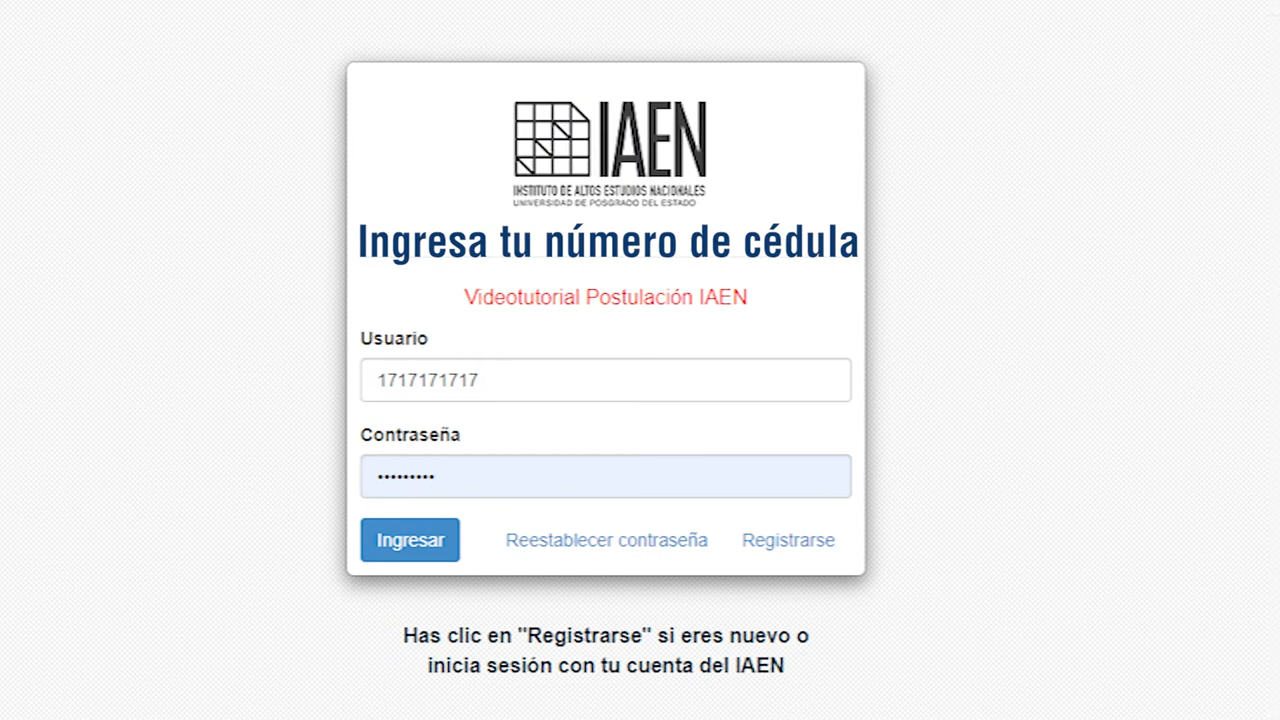 IAEN
INSTITUTO DE ALTOS ESTUDIOS NACIONALES
UNIVERSIDAD DE POSGRADO DEL ESTADO
Ingresa tu número de cédula
Videotutorial Postulación IAEN
Usuario
1717171717
Contraseña
•••••••••
Ingresar Reestablecer contraseña Registrarse
Has clic en "Registrarse" si eres nuevo o
inicia sesión con tu cuenta del IAEN